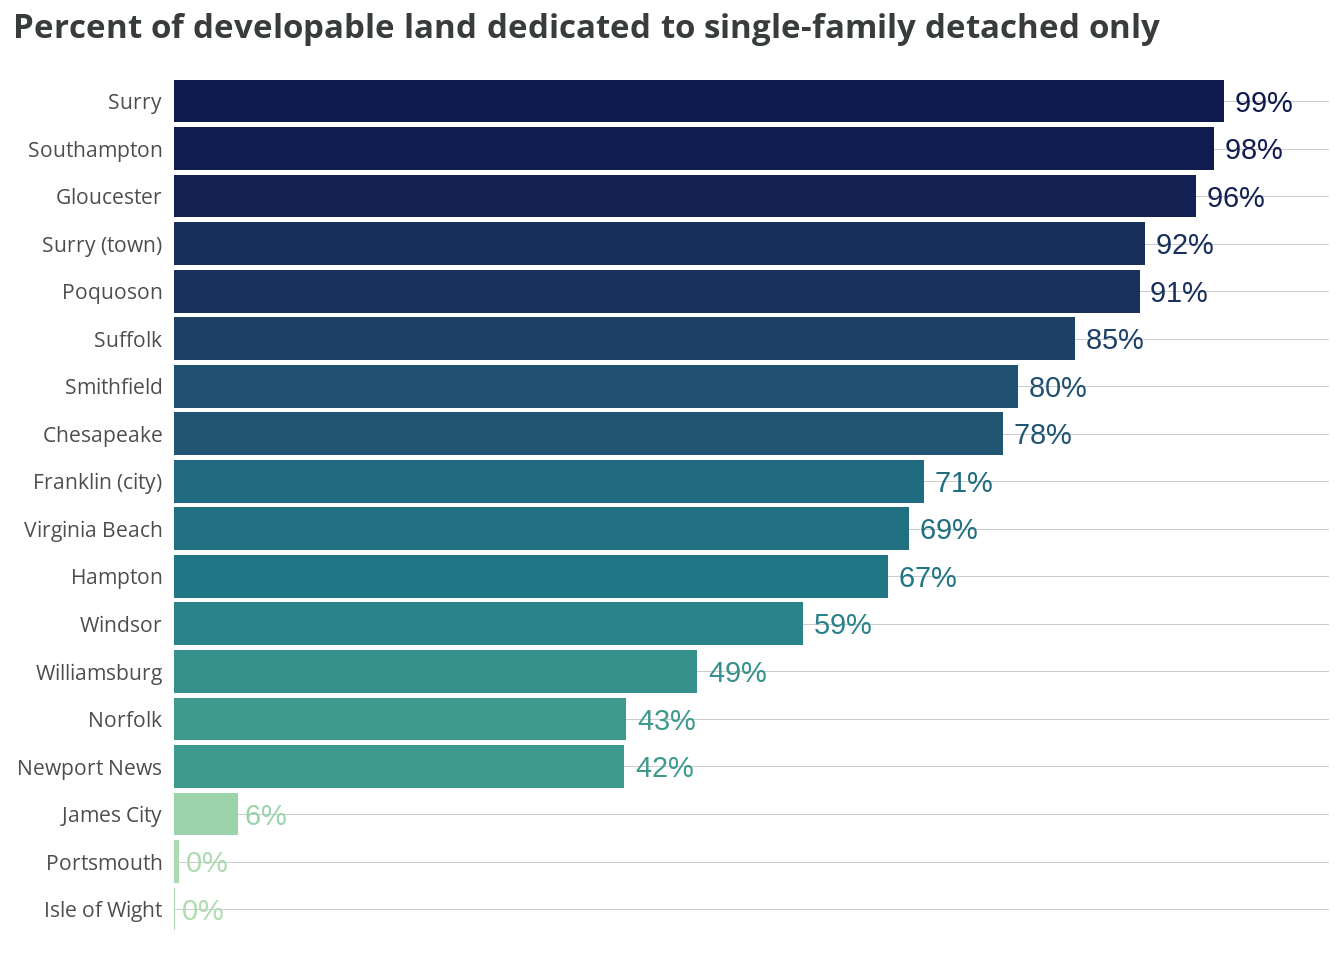 Percent of developable land dedicated to single-family detached only
Surry 99%
Southampton 98%
Gloucester 96%
Surry (town) 92%
Poquoson 91%
Suffolk 85%
Smithfield 80%
Chesapeake 78%
Franklin (city) 71%
Virginia Beach 69%
Hampton 67%
Windsor 59%
Williamsburg 49%
Norfolk 43%
Newport News 42%
James City 6%
Portsmouth 0%
Isle of Wight 0%